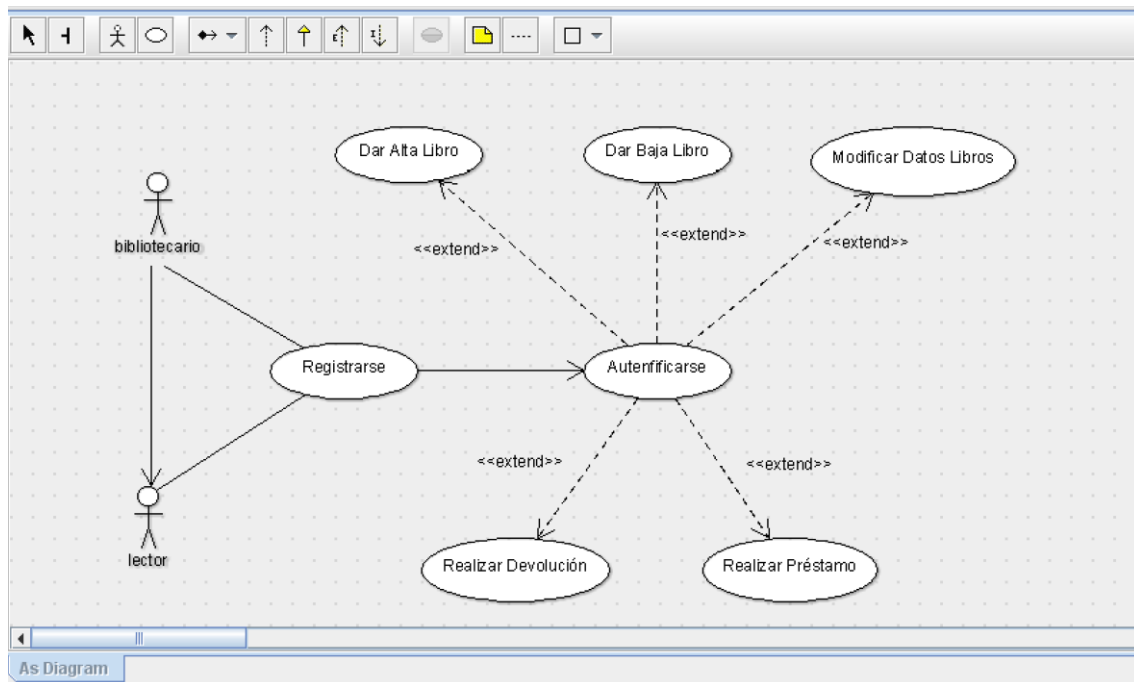 Dar Alta Libro
Dar Baja Libro
Modificar Datos Libros
bibliotecario
<<extend>>
<<extend>>
<<extend>>
Registrarse
Autenfificarse
<<extend>>
<<extend>>
lector
Realizar Devolución
Realizar Préstamo
As Diagram